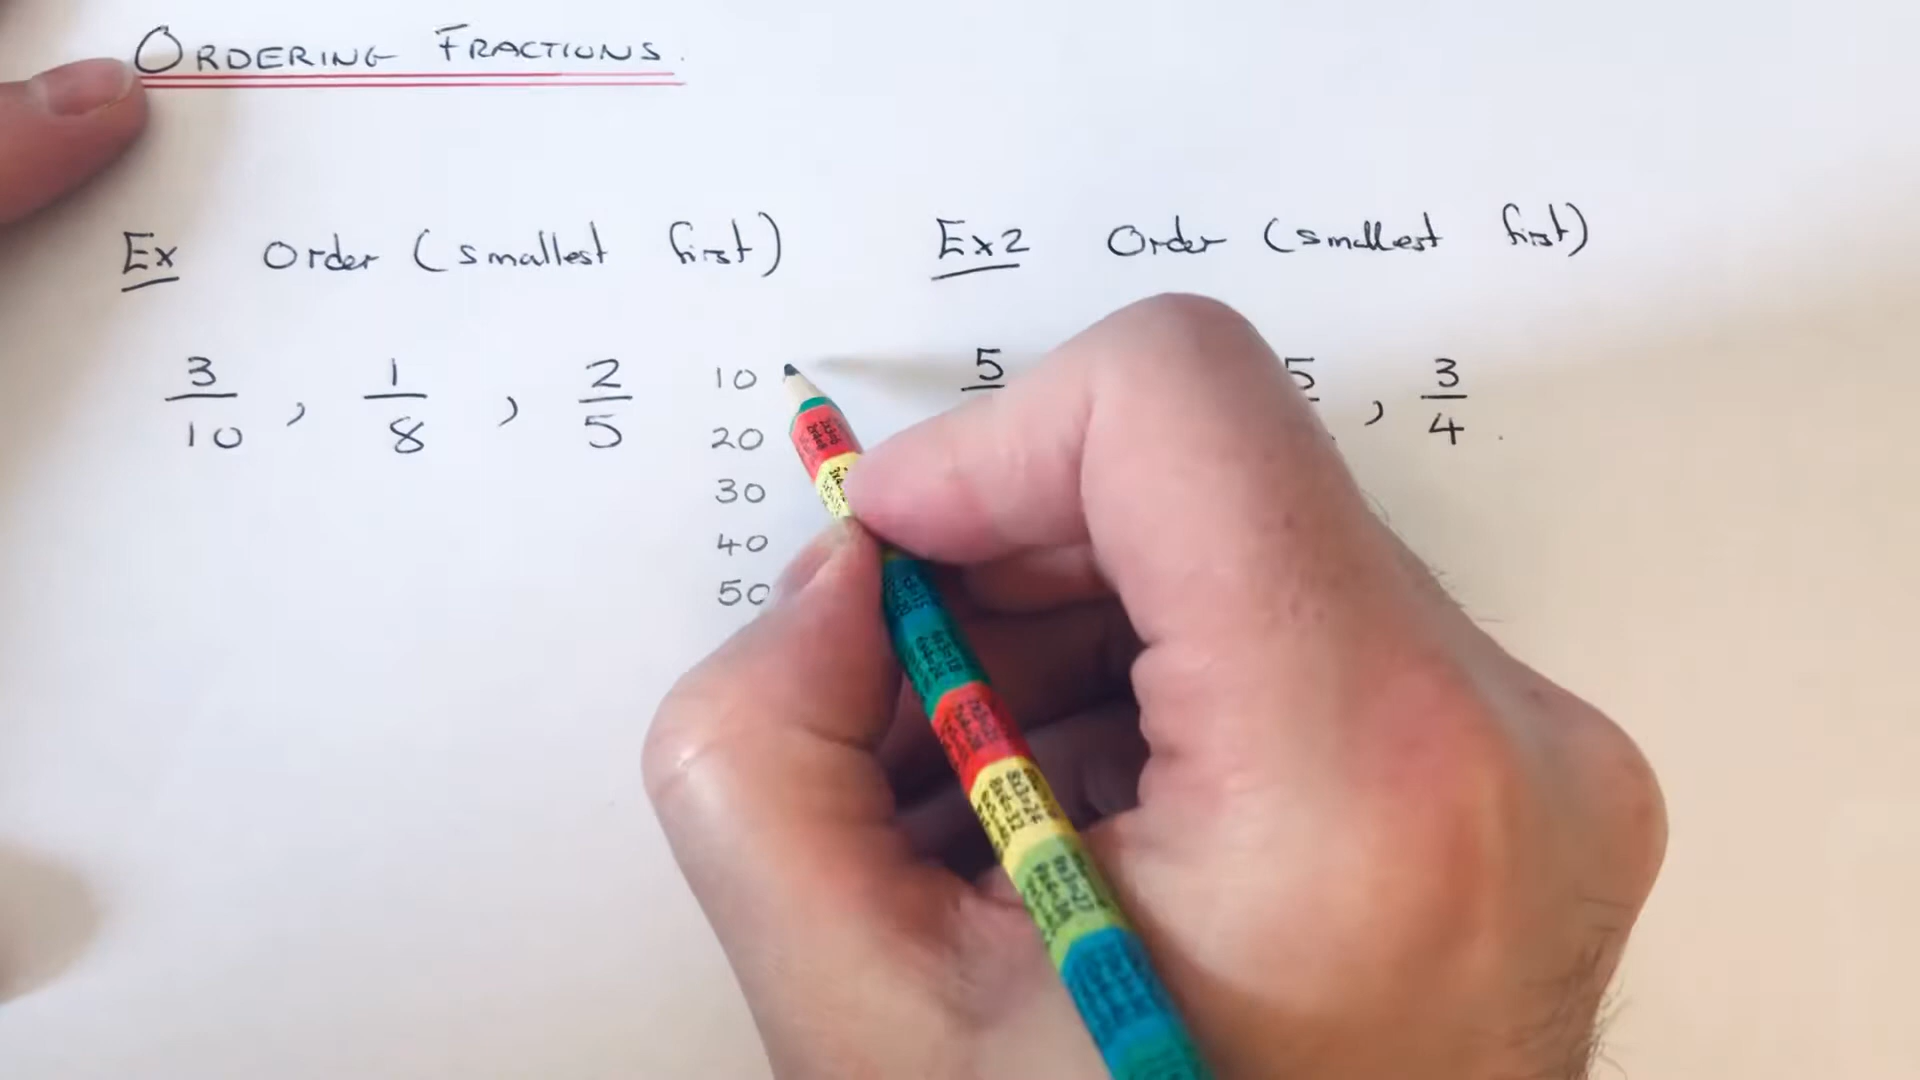 ORDERING FRACTIONS.
Ex Order (smallest first)
3/10 , 1/8 , 2/5
10
20
30
40
50
Ex2 Order (smallest first)
5 5 , 3/4 .